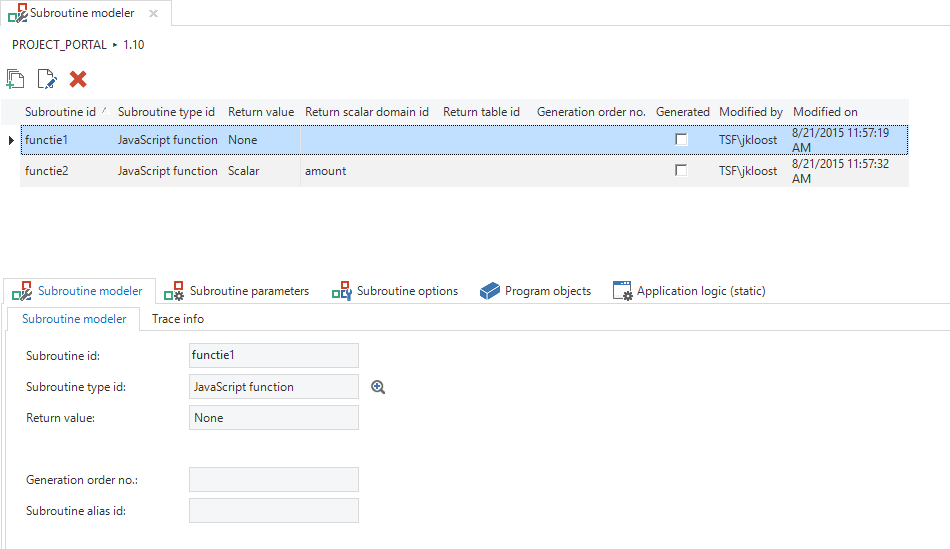 Subroutine modeler
PROJECT_PORTAL ▸ 1.10
Subroutine id Subroutine type id Return value Return scalar domain id Return table id Generation order no. Generated Modified by Modified on
functie1 JavaScript function None TSF\jkloost 8/21/2015 11:57:19 AM
functie2 JavaScript function Scalar amount TSF\jkloost 8/21/2015 11:57:32 AM
Subroutine modeler Subroutine parameters Subroutine options Program objects Application logic (static)
Subroutine modeler Trace info
Subroutine id: functie1
Subroutine type id: JavaScript function
Return value: None
Generation order no.:
Subroutine alias id: